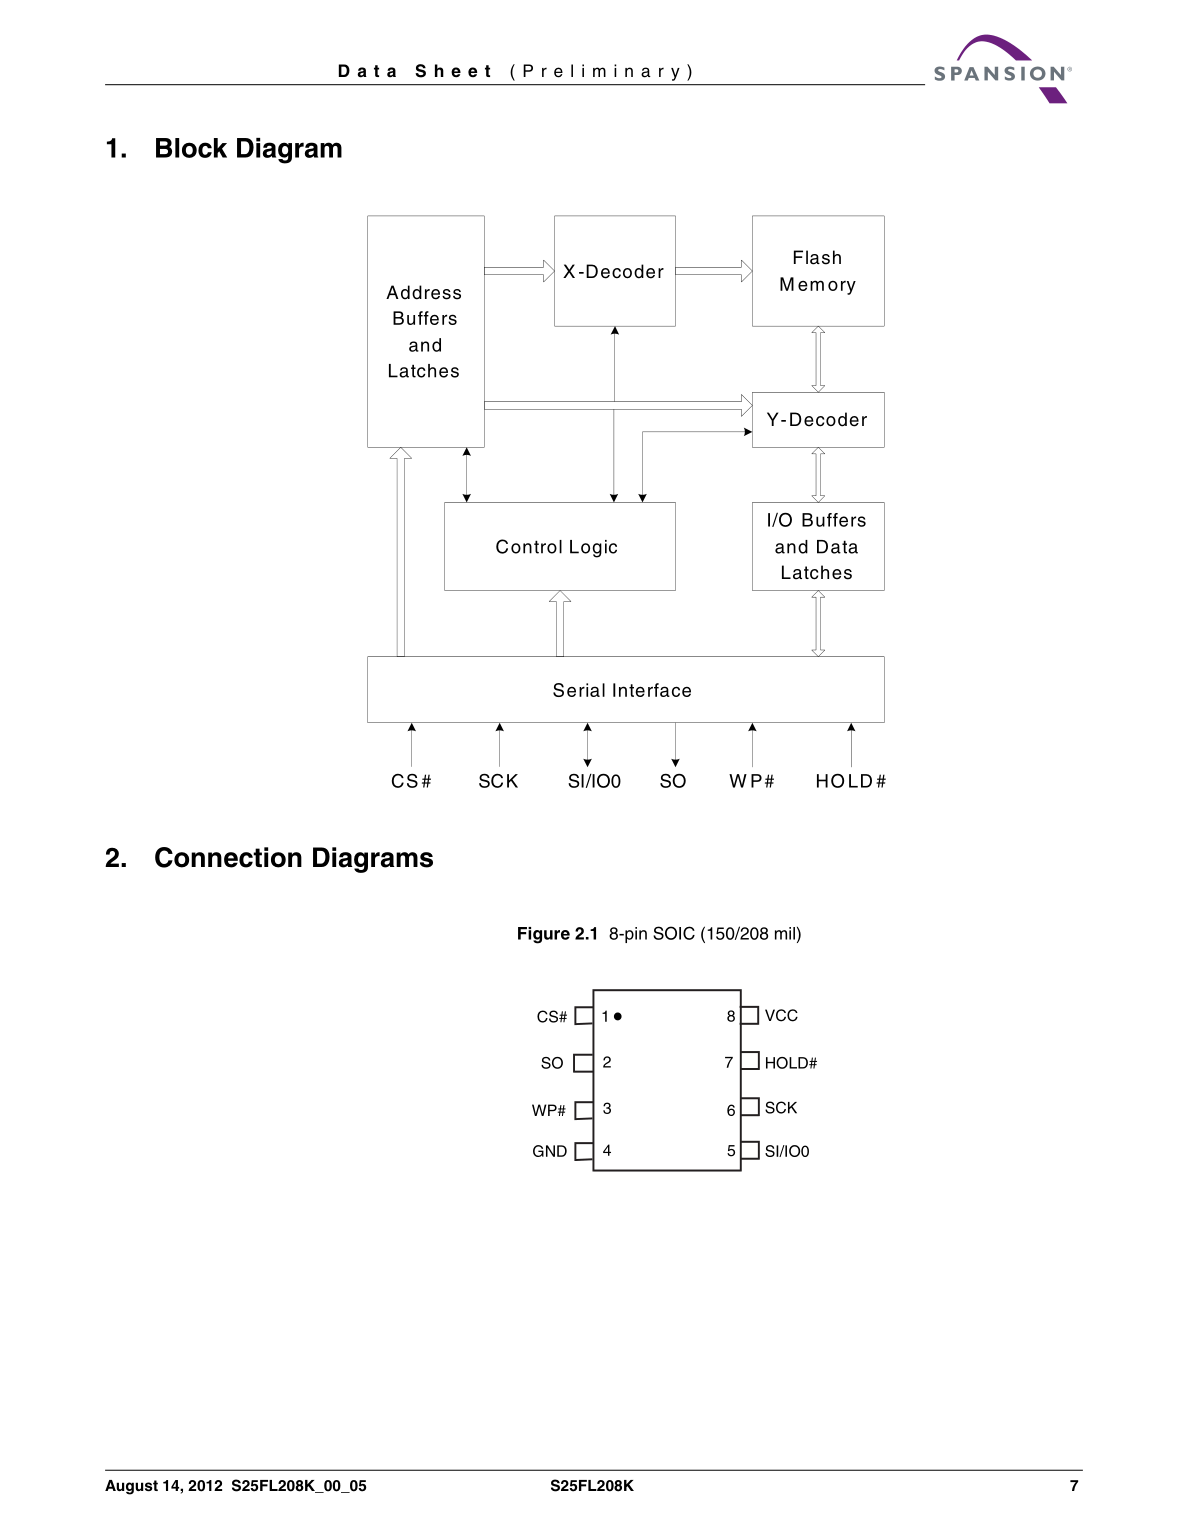 Data Sheet (Preliminary)
SPANSION®
1. Block Diagram
Address
Buffers
and
Latches
X-Decoder
Flash
Memory
Y-Decoder
Control Logic
I/O Buffers
and Data
Latches
Serial Interface
CS# SCK SI/IO0 SO WP# HOLD#
2. Connection Diagrams
Figure 2.1 8-pin SOIC (150/208 mil)
CS# 1 8 VCC
SO 2 7 HOLD#
WP# 3 6 SCK
GND 4 5 SI/IO0
August 14, 2012 S25FL208K_00_05 S25FL208K 7